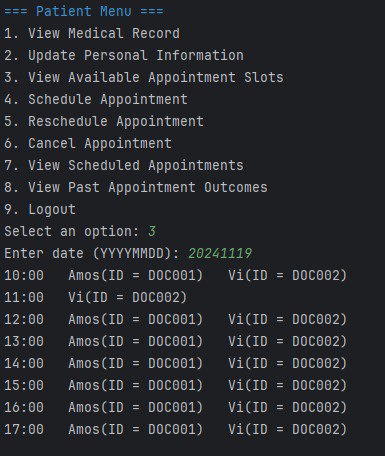 === Patient Menu ===
1. View Medical Record
2. Update Personal Information
3. View Available Appointment Slots
4. Schedule Appointment
5. Reschedule Appointment
6. Cancel Appointment
7. View Scheduled Appointments
8. View Past Appointment Outcomes
9. Logout
Select an option: 3
Enter date (YYYYMMDD): 20241119
10:00   Amos(ID = DOC001)   Vi(ID = DOC002)
11:00   Vi(ID = DOC002)
12:00   Amos(ID = DOC001)   Vi(ID = DOC002)
13:00   Amos(ID = DOC001)   Vi(ID = DOC002)
14:00   Amos(ID = DOC001)   Vi(ID = DOC002)
15:00   Amos(ID = DOC001)   Vi(ID = DOC002)
16:00   Amos(ID = DOC001)   Vi(ID = DOC002)
17:00   Amos(ID = DOC001)   Vi(ID = DOC002)